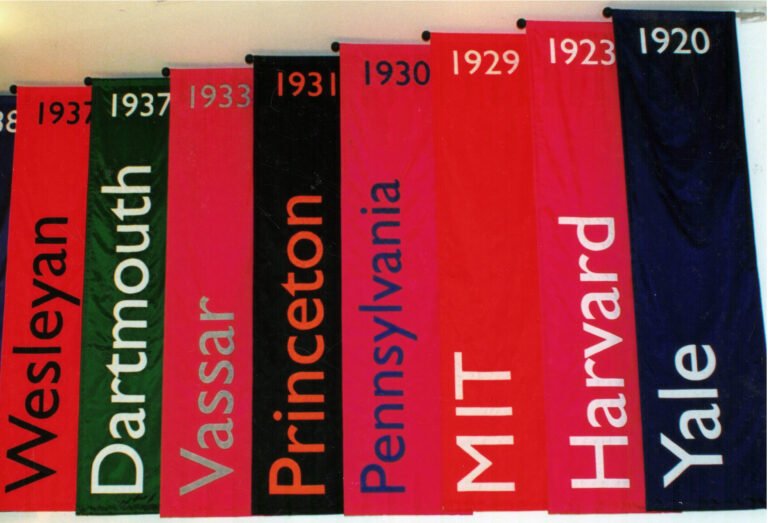 1937
Wesleyan
1937
Dartmouth
1933
Vassar
1931
Princeton
1930
Pennsylvania
1929
MIT
1923
Harvard
1920
Yale